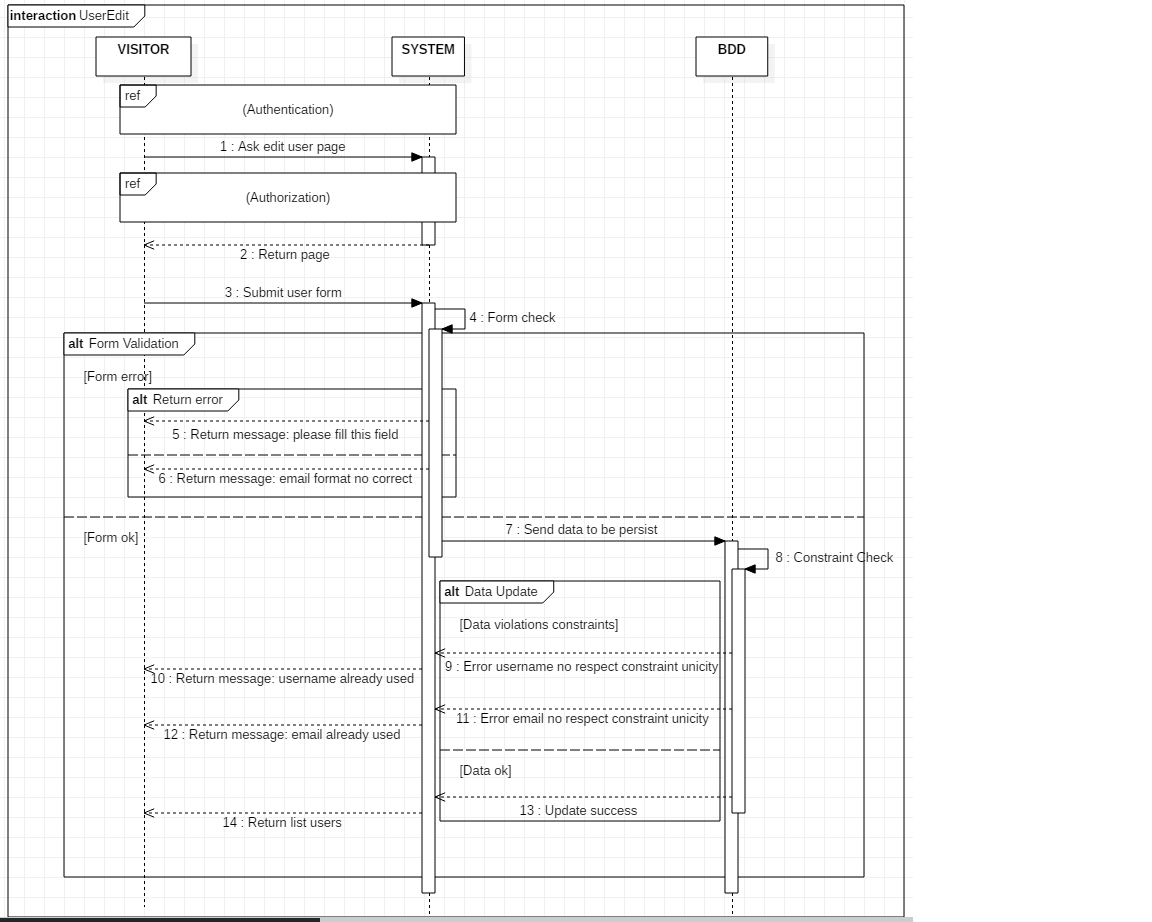 interaction UserEdit
VISITOR
SYSTEM
BDD
ref
(Authentication)
1 : Ask edit user page
ref
(Authorization)
2 : Return page
3 : Submit user form
4 : Form check
alt Form Validation
[Form error]
alt Return error
5 : Return message: please fill this field
6 : Return message: email format no correct
7 : Send data to be persist
[Form ok]
8 : Constraint Check
alt Data Update
[Data violations constraints]
9 : Error username no respect constraint unicity
10 : Return message: username already used
11 : Error email no respect constraint unicity
12 : Return message: email already used
[Data ok]
13 : Update success
14 : Return list users